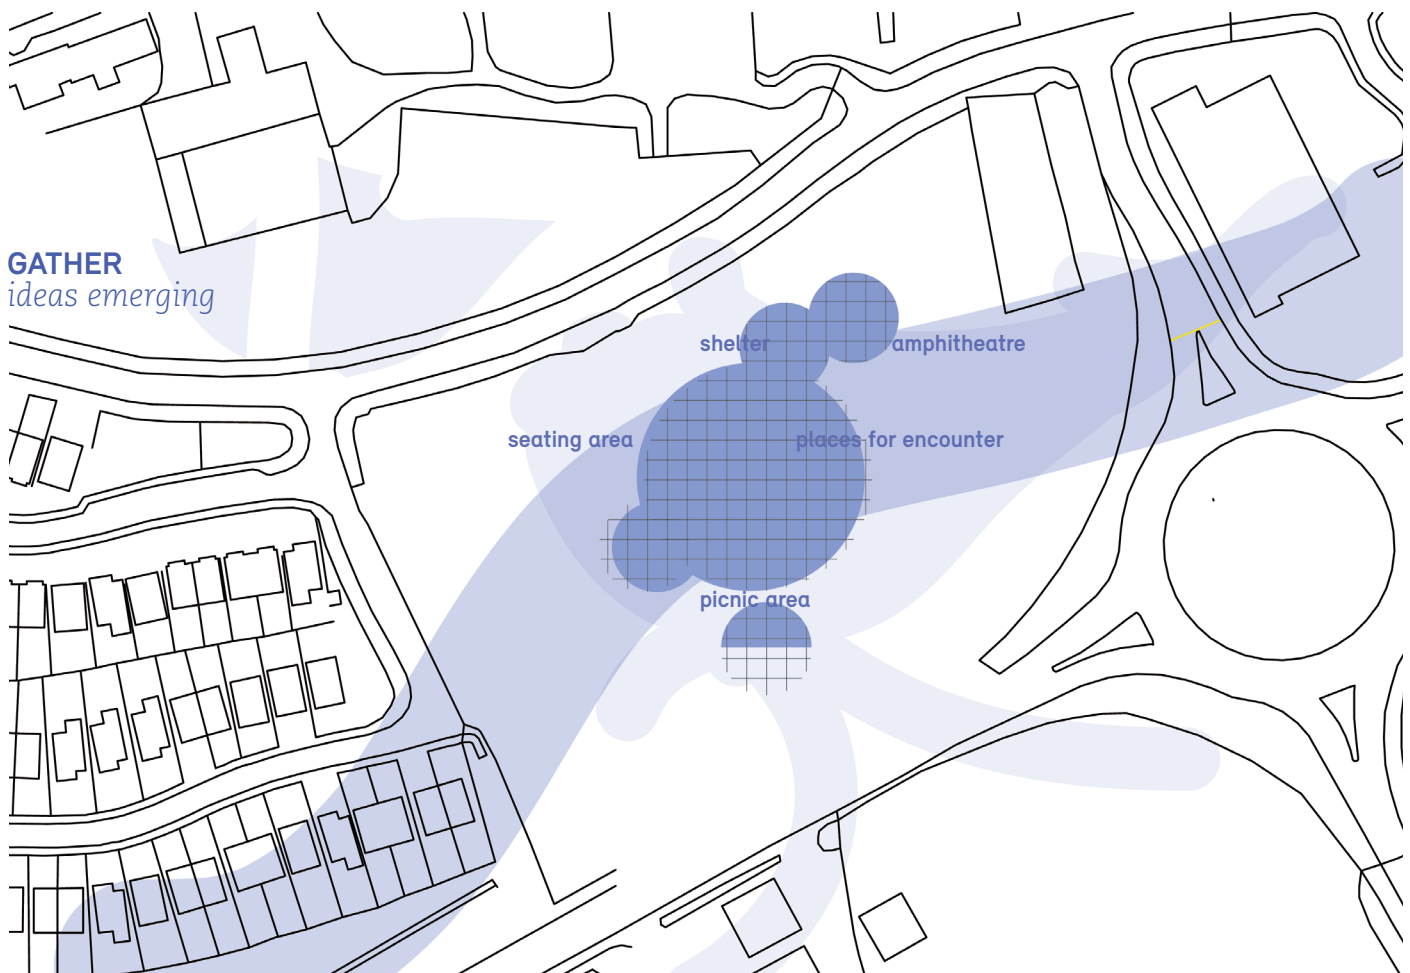 GATHER
ideas emerging
shelter
amphitheatre
seating area
places for encounter
picnic area